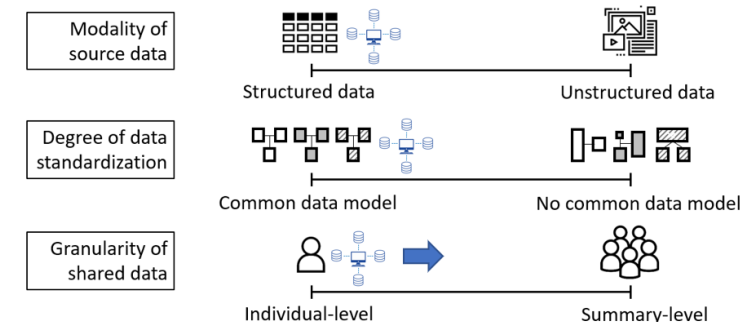 Modality of
source data
Structured data
Unstructured data
Degree of data
standardization
Common data model
No common data model
Granularity of
shared data
Individual-level
Summary-level